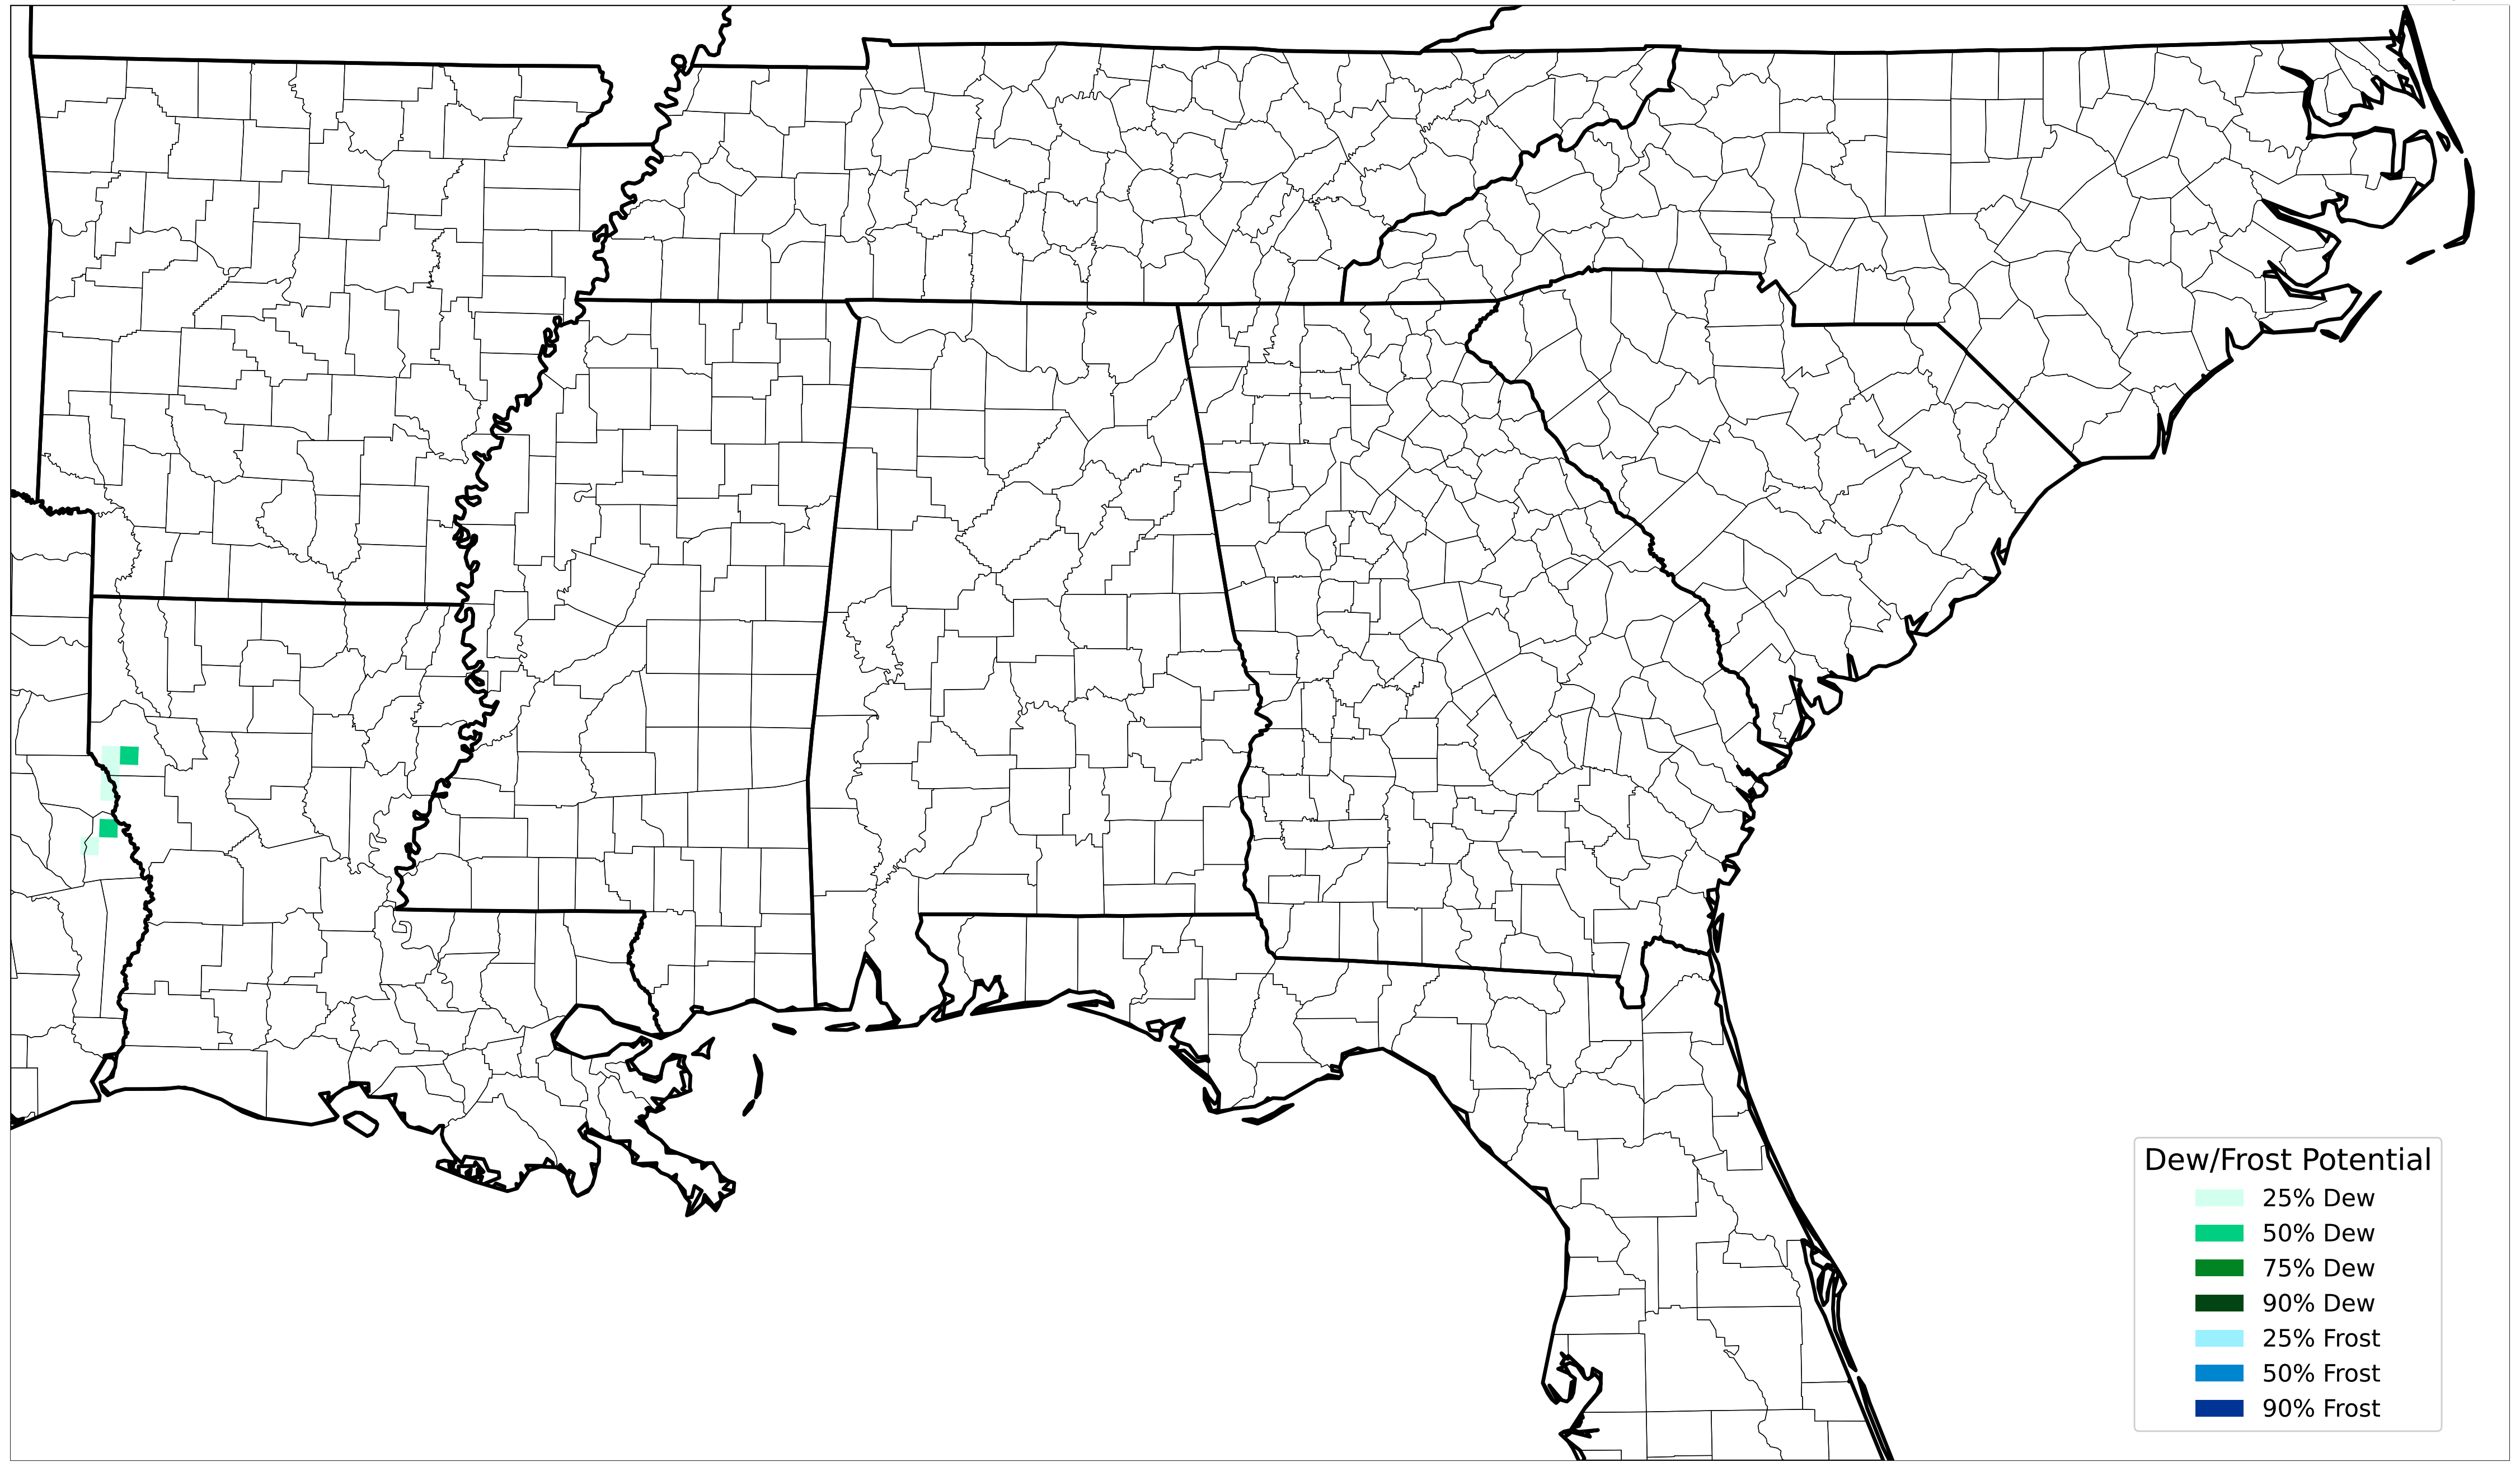 Dew/Frost Potential
25% Dew
50% Dew
75% Dew
90% Dew
25% Frost
50% Frost
90% Frost